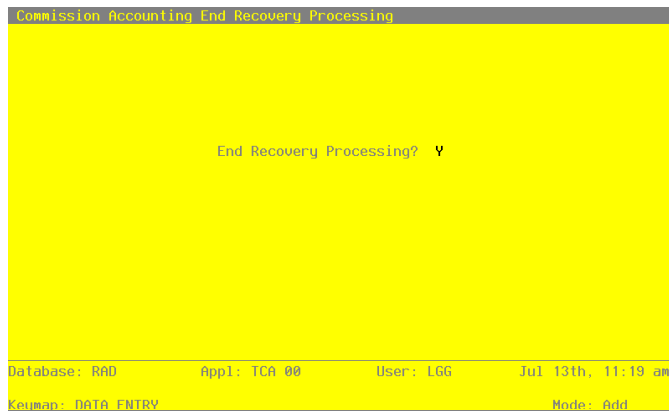 Commission Accounting End Recovery Processing
End Recovery Processing? Y
Database: RAD Appl: TCA 00 User: LGG Jul 13th, 11:19 am
Keymap: DATA ENTRY Mode: Add